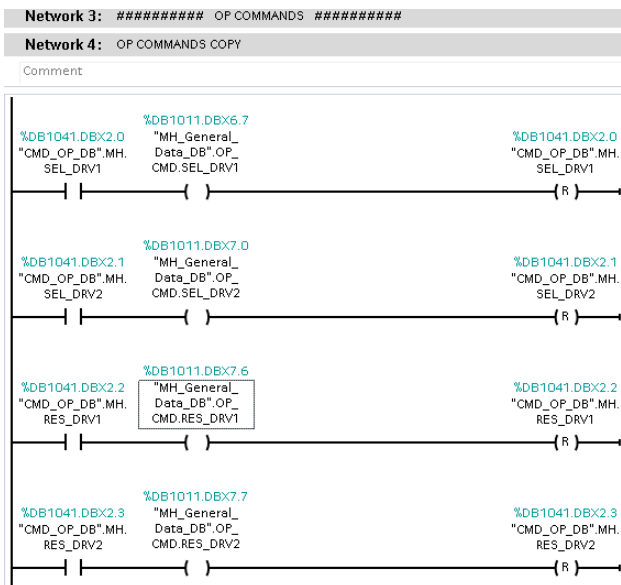 Network 3: ########## OP COMMANDS ##########
Network 4: OP COMMANDS COPY
Comment
%DB1011.DBX6.7
%DB1041.DBX2.0 "MH_General_ %DB1041.DBX2.0
"CMD_OP_DB".MH. Data_DB".OP_ "CMD_OP_DB".MH.
SEL_DRV1 CMD.SEL_DRV1 SEL_DRV1
R
%DB1011.DBX7.0
%DB1041.DBX2.1 "MH_General_ %DB1041.DBX2.1
"CMD_OP_DB".MH. Data_DB".OP_ "CMD_OP_DB".MH.
SEL_DRV2 CMD.SEL_DRV2 SEL_DRV2
R
%DB1011.DBX7.6
%DB1041.DBX2.2 "MH_General_ %DB1041.DBX2.2
"CMD_OP_DB".MH. Data_DB".OP_ "CMD_OP_DB".MH.
RES_DRV1 CMD.RES_DRV1 RES_DRV1
R
%DB1011.DBX7.7
%DB1041.DBX2.3 "MH_General_ %DB1041.DBX2.3
"CMD_OP_DB".MH. Data_DB".OP_ "CMD_OP_DB".MH.
RES_DRV2 CMD.RES_DRV2 RES_DRV2
R